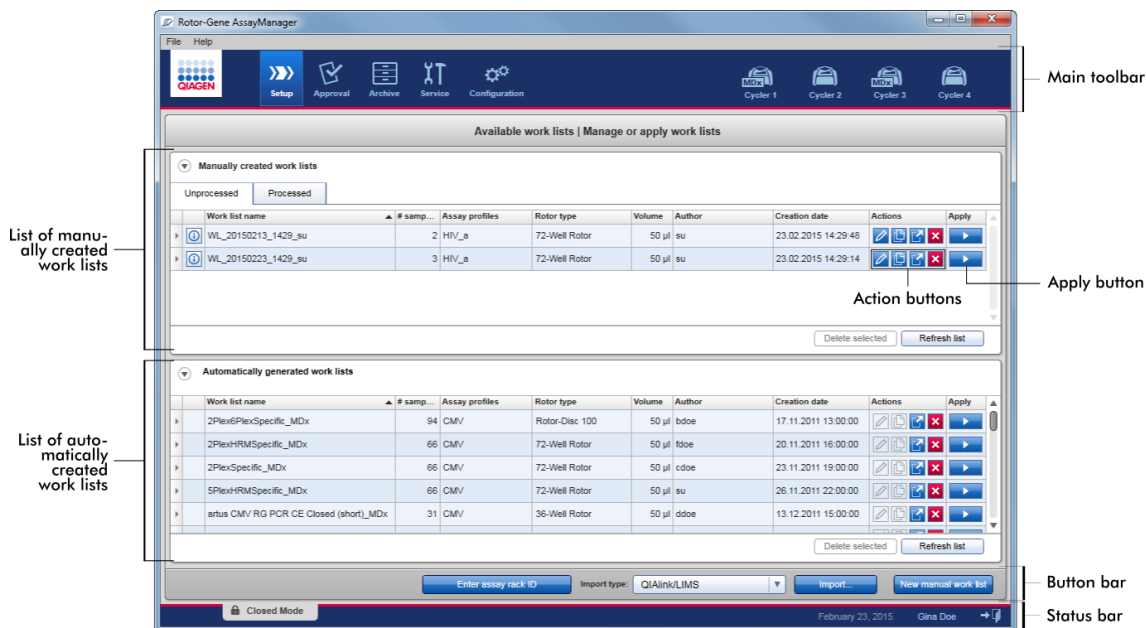 Rotor-Gene AssayManager
File Help
QIAGEN
Setup Approval Archive Service Configuration
MDx Cycler 1 Cycler 2 MDx Cycler 3 Cycler 4
Main toolbar
Available work lists | Manage or apply work lists
Manually created work lists
Unprocessed Processed
Work list name # samp... Assay profiles Rotor type Volume Author Creation date Actions Apply
WL_20150213_1429_su 2 HIV_a 72-Well Rotor 50 µl su 23.02.2015 14:29:48
WL_20150223_1429_su 3 HIV_a 72-Well Rotor 50 µl su 23.02.2015 14:29:14
List of manu-
ally created
work lists
Action buttons
Apply button
Delete selected Refresh list
Automatically generated work lists
Work list name # samp... Assay profiles Rotor type Volume Author Creation date Actions Apply
2Plex6PlexSpecific_MDx 94 CMV Rotor-Disc 100 50 µl bdoe 17.11.2011 13:00:00
2PlexHRMSpecific_MDx 66 CMV 72-Well Rotor 50 µl fdoe 20.11.2011 16:00:00
2PlexSpecific_MDx 66 CMV 72-Well Rotor 50 µl cdoe 23.11.2011 19:00:00
5PlexHRMSpecific_MDx 66 CMV 72-Well Rotor 50 µl su 26.11.2011 22:00:00
artus CMV RG PCR CE Closed (short)_MDx 31 CMV 36-Well Rotor 50 µl ddoe 13.12.2011 15:00:00
List of auto-
matically
created
work lists
Delete selected Refresh list
Enter assay rack ID Import type: QIAlink/LIMS Import... New manual work list
Button bar
Closed Mode February 23, 2015 Gina Doe
Status bar